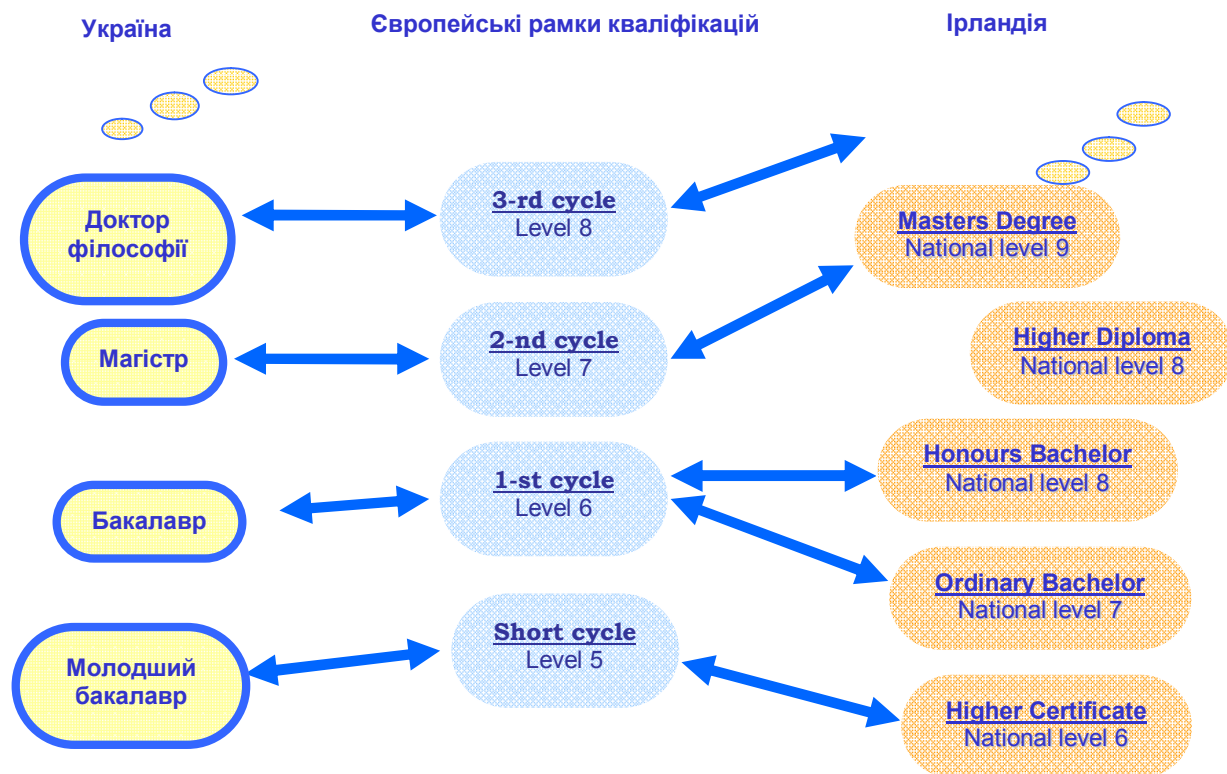 Україна
Європейські рамки кваліфікацій
Ірландія
Доктор
філософії
3-rd cycle
Level 8
Masters Degree
National level 9
Магістр
2-nd cycle
Level 7
Higher Diploma
National level 8
Бакалавр
1-st cycle
Level 6
Honours Bachelor
National level 8
Ordinary Bachelor
National level 7
Молодший
бакалавр
Short cycle
Level 5
Higher Certificate
National level 6